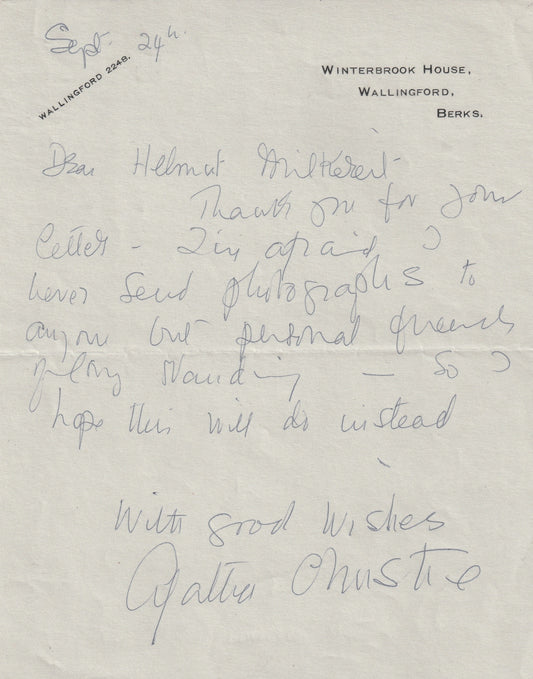 Sept. 24th.
WALLINGFORD 2248.
WINTERBROOK HOUSE,
WALLINGFORD,
BERKS.
Dear Helmut Milkereit
Thank you for your
letter - I'm afraid I
never send photographs to
anyone but personal friends
of long standing - so I
hope this will do instead
With good wishes
Agatha Christie